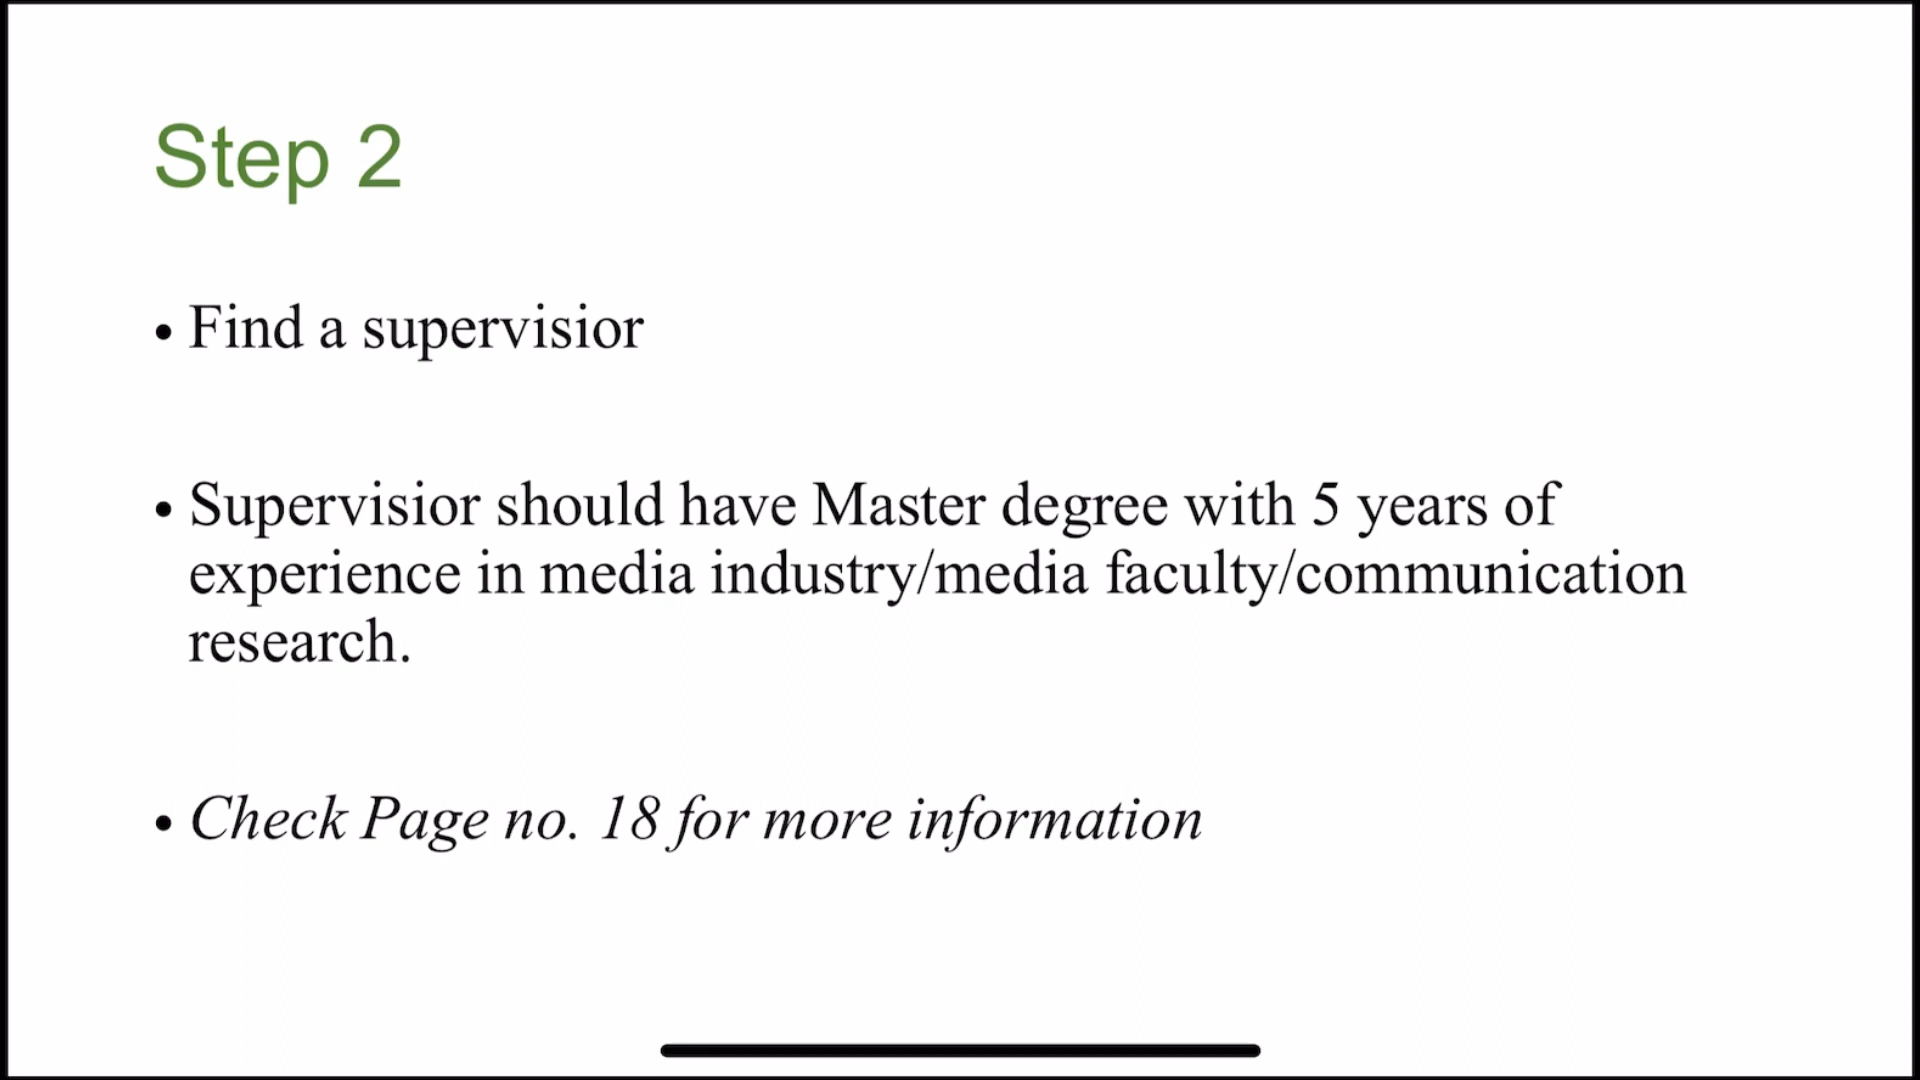 Step 2
• Find a supervisior
• Supervisior should have Master degree with 5 years of
experience in media industry/media faculty/communication
research.
• Check Page no. 18 for more information